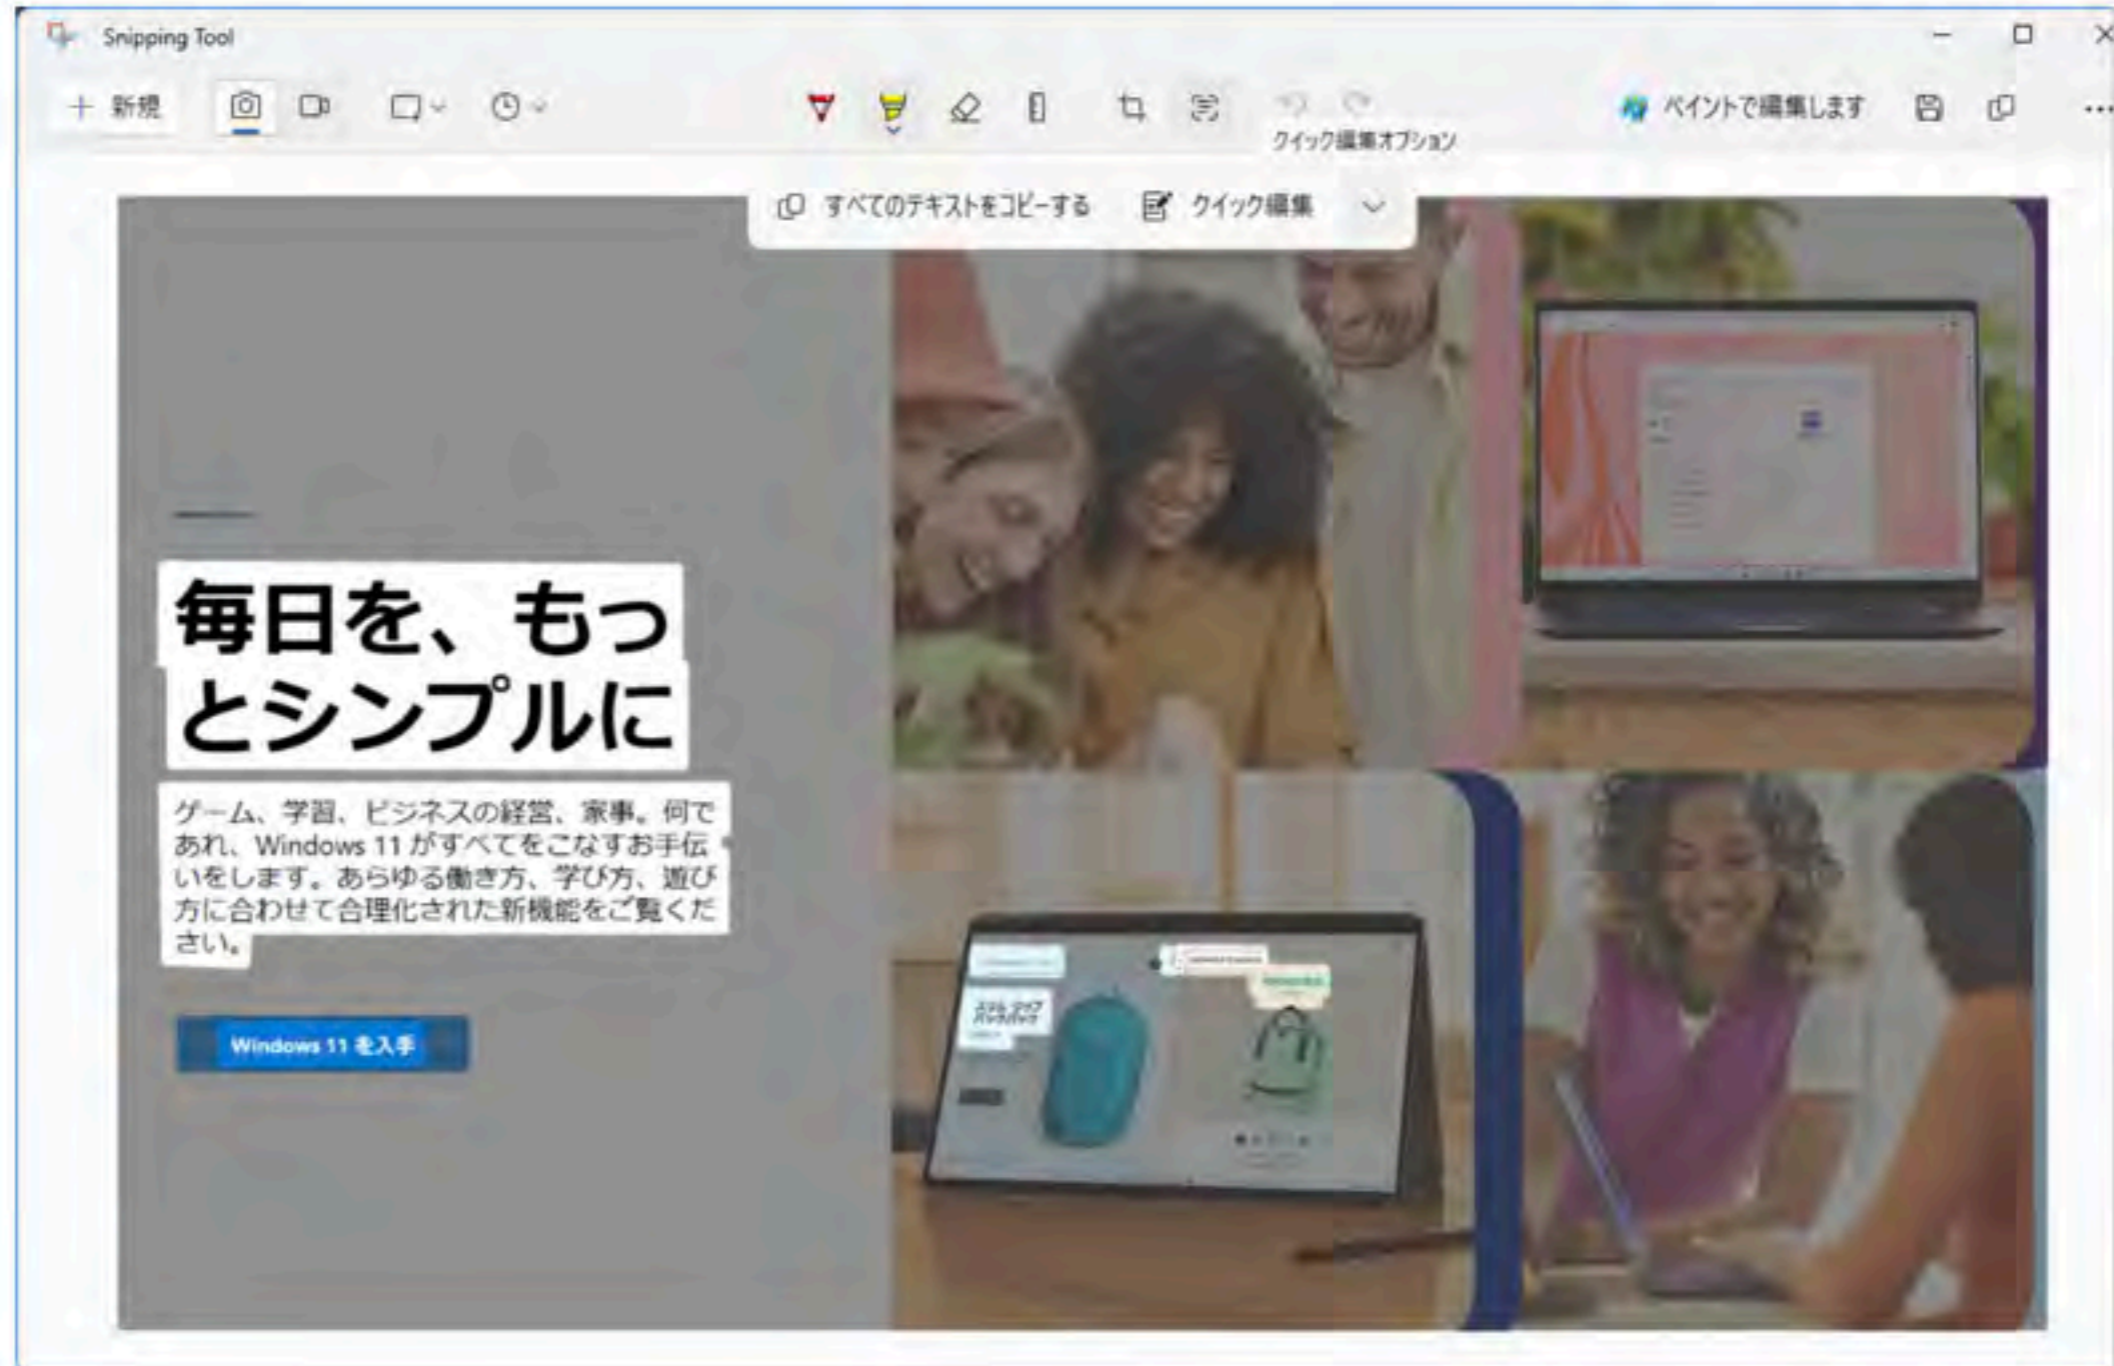 Snipping Tool
新規
ペイントで編集します
クイック編集オプション
すべてのテキストをコピーする
クイック編集
毎日を、もっ
とシンプルに
ゲーム、学習、ビジネスの経営、家事。何で
あれ、Windows 11 がすべてをこなすお手伝
いをします。あらゆる働き方、学び方、遊び
方に合わせて合理化された新機能をご覧くだ
さい。
Windows 11 を入手